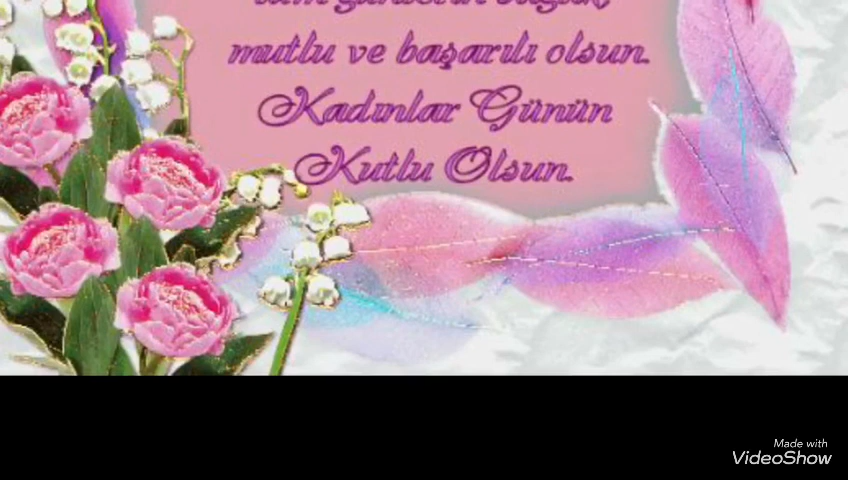 mutlu ve başarılı olsun.
Kadınlar Günün
Kutlu Olsun.
Made with
VideoShow